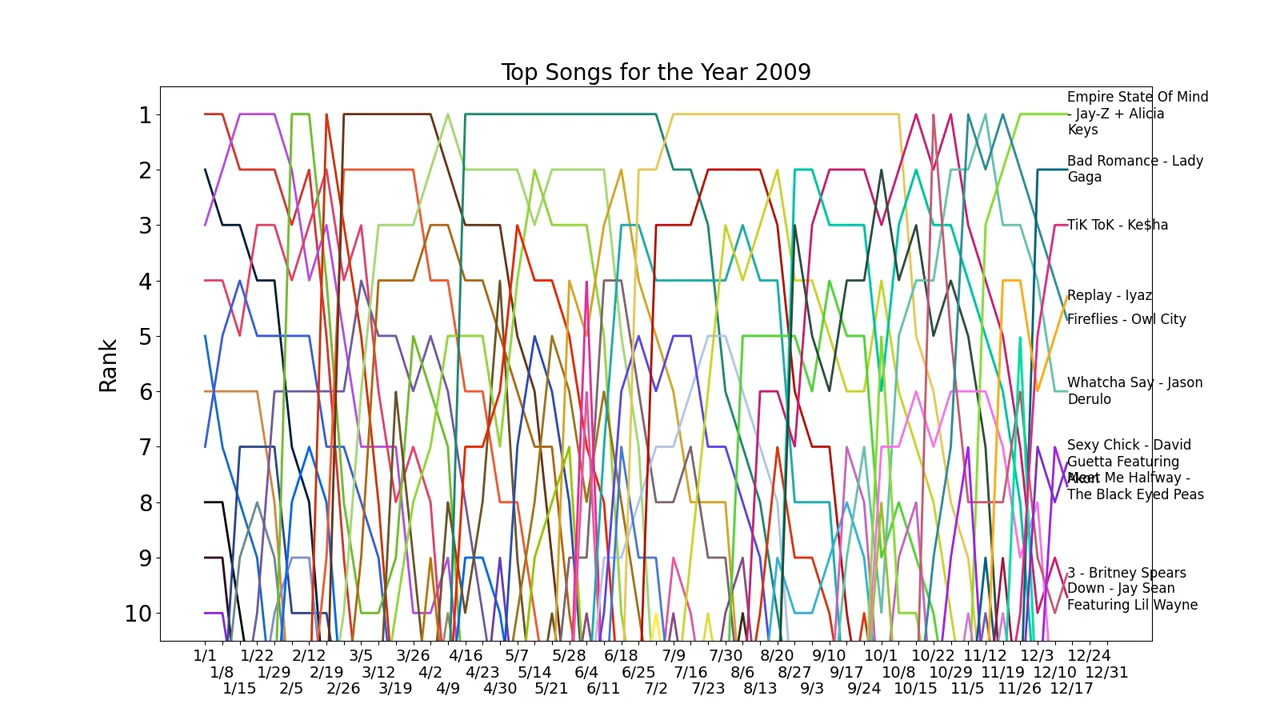 Top Songs for the Year 2009
Rank
1
2
3
4
5
6
7
8
9
10
Empire State Of Mind
- Jay-Z + Alicia
Keys
Bad Romance - Lady
Gaga
TiK ToK - Ke$ha
Replay - Iyaz
Fireflies - Owl City
Whatcha Say - Jason
Derulo
Sexy Chick - David
Guetta Featuring
Akon
Meet Me Halfway -
The Black Eyed Peas
3 - Britney Spears
Down - Jay Sean
Featuring Lil Wayne
1/1 1/22 2/12 3/5 3/26 4/16 5/7 5/28 6/18 7/9 7/30 8/20 9/10 10/1 10/22 11/12 12/3 12/24
1/8 1/29 2/19 3/12 4/2 4/23 5/14 6/4 6/25 7/16 8/6 8/27 9/17 10/8 10/29 11/19 12/10 12/31
1/15 2/5 2/26 3/19 4/9 4/30 5/21 6/11 7/2 7/23 8/13 9/3 9/24 10/15 11/5 11/26 12/17